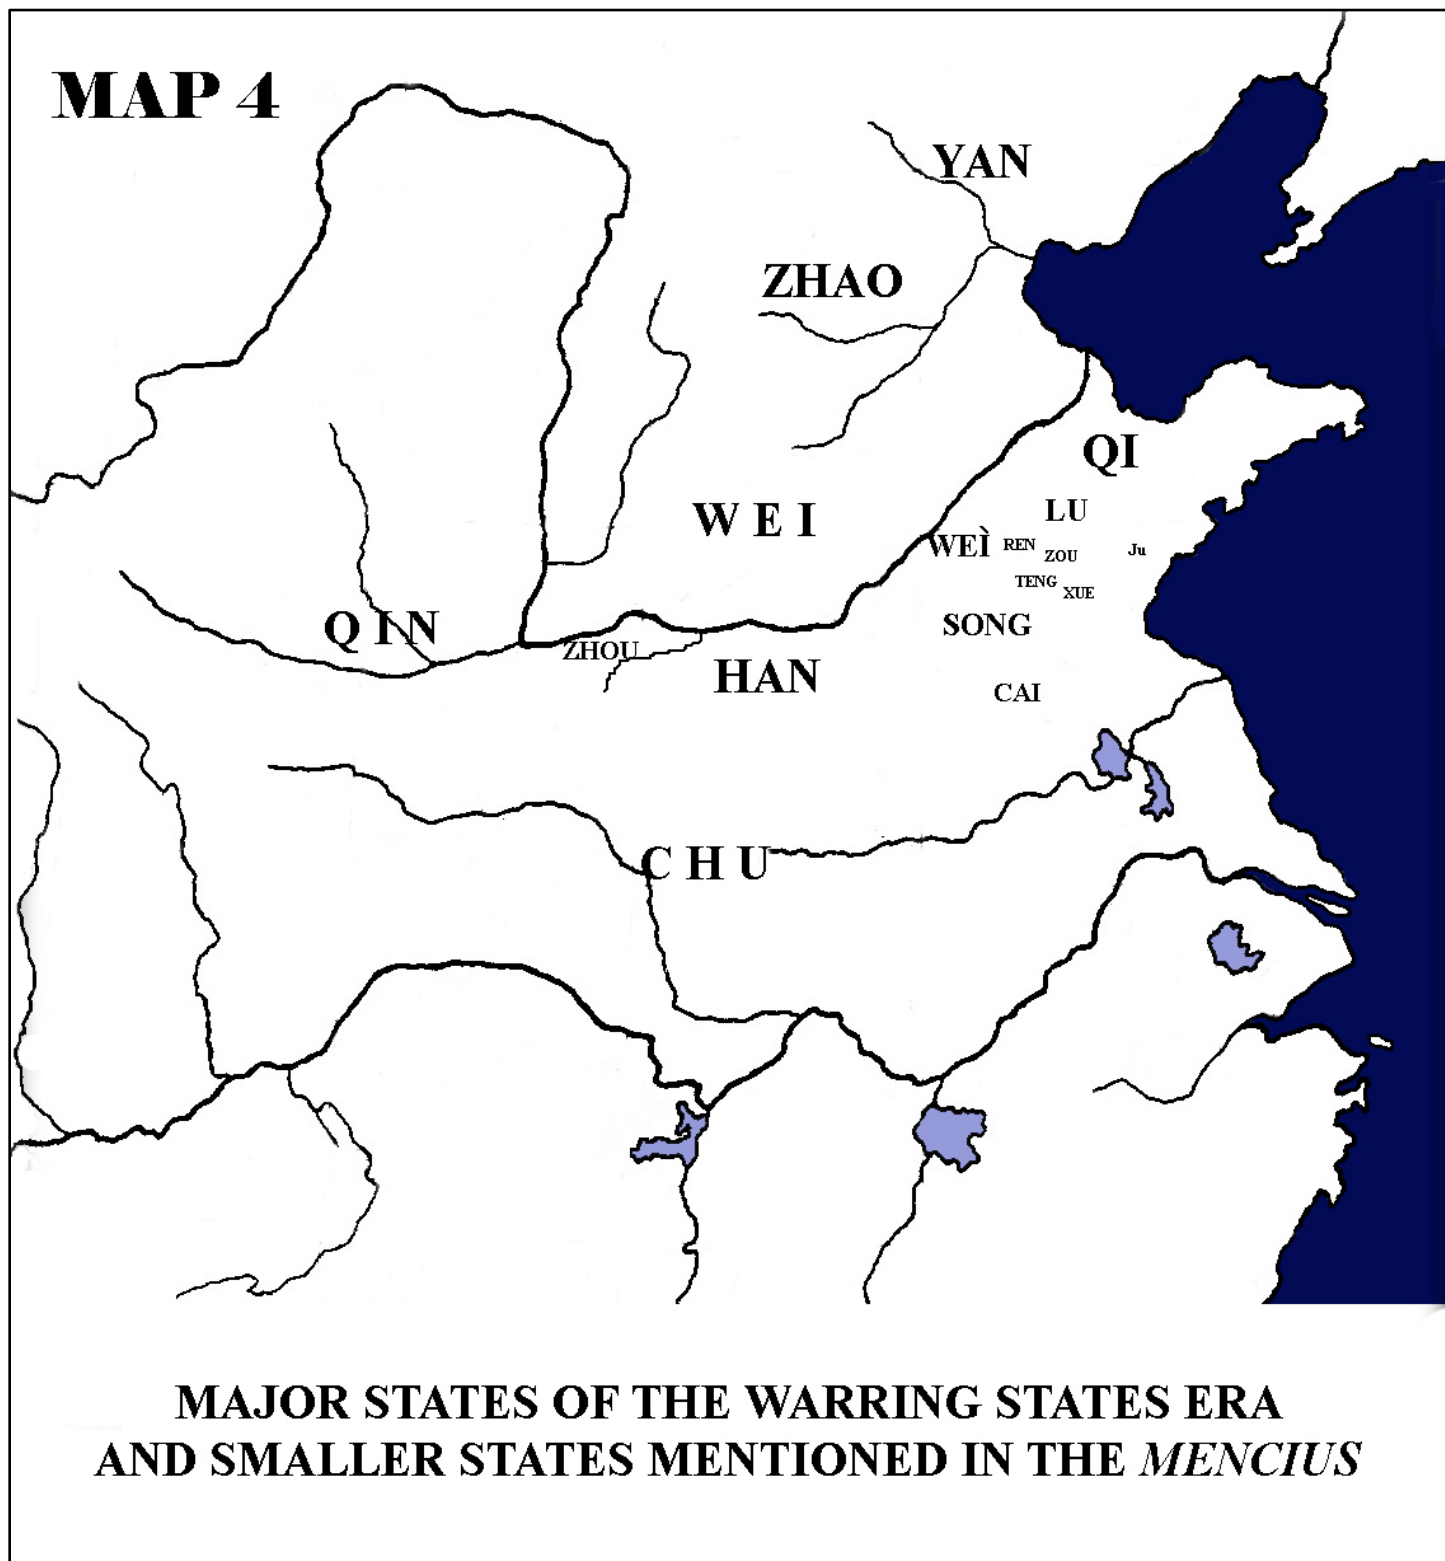 MAP 4
YAN
ZHAO
QI
LU
W E I
WEÌ
REN
ZOU
Ju
TENG
XUE
Q I N
SONG
ZHOU
HAN
CAI
C H U
MAJOR STATES OF THE WARRING STATES ERA
AND SMALLER STATES MENTIONED IN THE MENCIUS